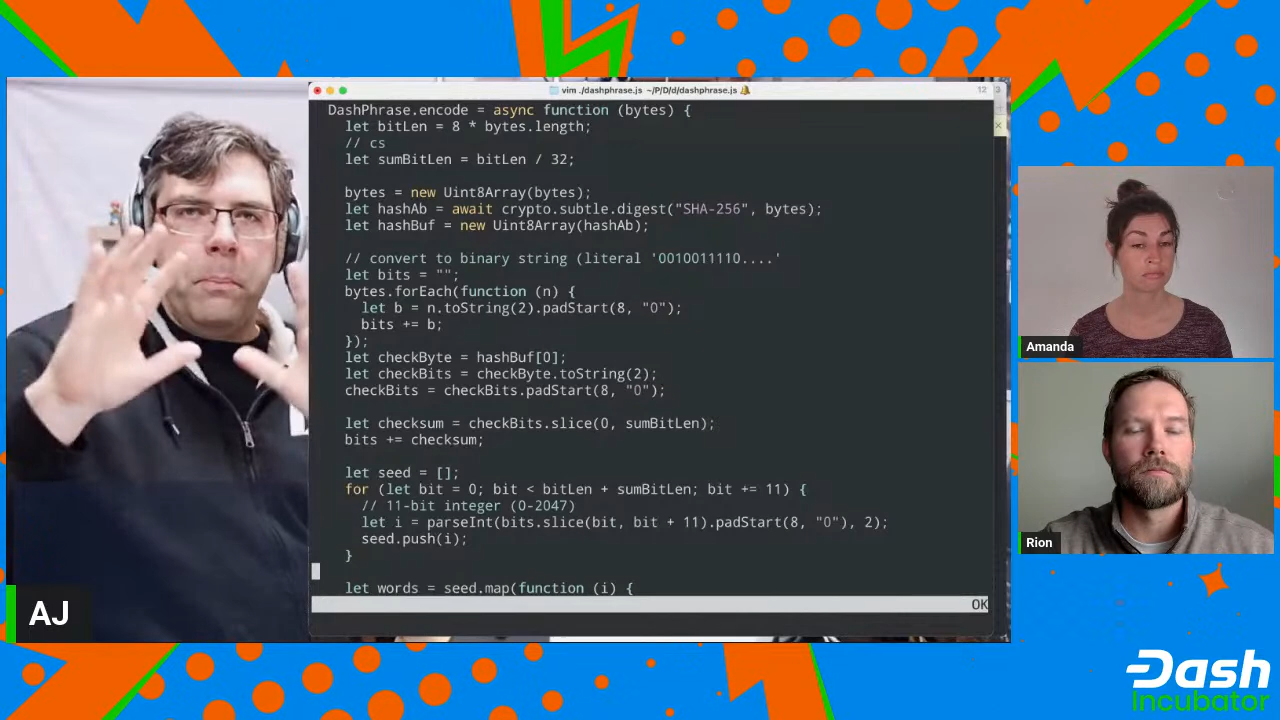 vim ./dashphrase.js ~/P/D/d/dashphrase.js
12
3
DashPhrase.encode = async function (bytes) {
let bitLen = 8 * bytes.length;
// cs
let sumBitLen = bitLen / 32;
bytes = new Uint8Array(bytes);
let hashAb = await crypto.subtle.digest("SHA-256", bytes);
let hashBuf = new Uint8Array(hashAb);
// convert to binary string (literal '0010011110....'
let bits = "";
bytes.forEach(function (n) {
let b = n.toString(2).padStart(8, "0");
bits += b;
});
let checkByte = hashBuf[0];
let checkBits = checkByte.toString(2);
checkBits = checkBits.padStart(8, "0");
let checksum = checkBits.slice(0, sumBitLen);
bits += checksum;
let seed = [];
for (let bit = 0; bit < bitLen + sumBitLen; bit += 11) {
// 11-bit integer (0-2047)
let i = parseInt(bits.slice(bit, bit + 11).padStart(8, "0"), 2);
seed.push(i);
}
let words = seed.map(function (i) {
OK
AJ
Amanda
Rion
Dash
Incubator